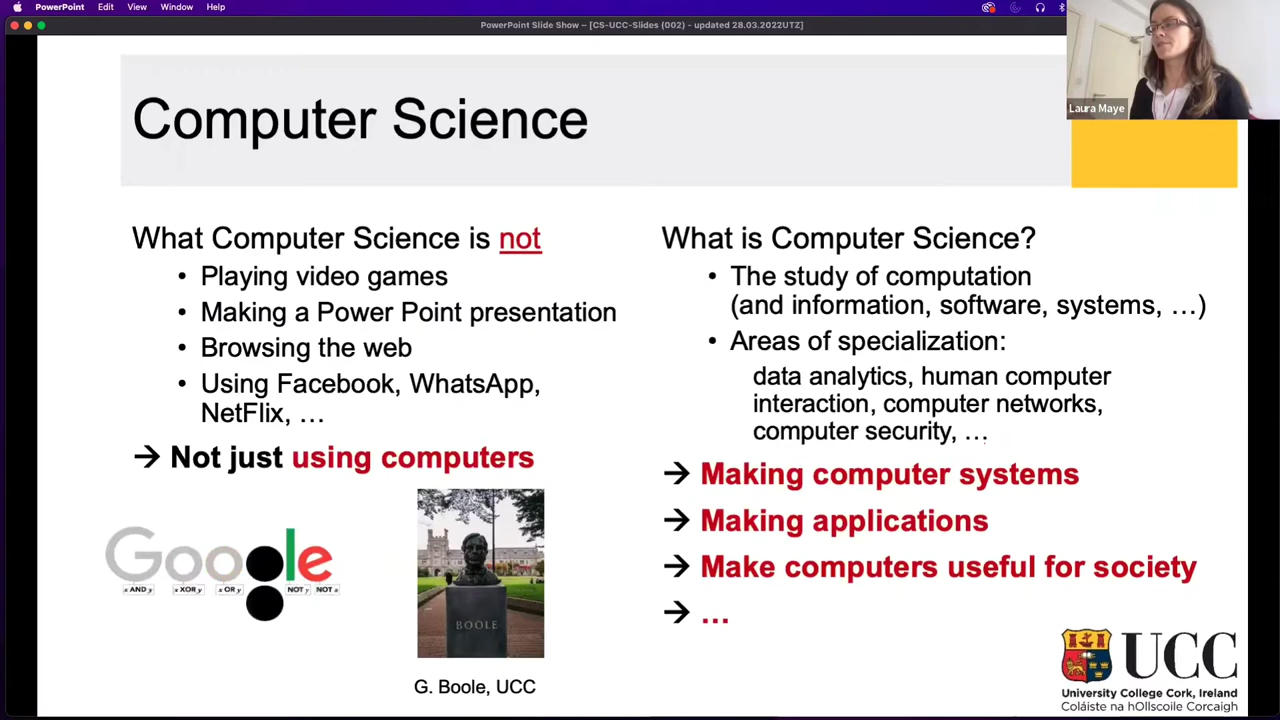 PowerPoint Edit View Window Help
PowerPoint Slide Show – [CS-UCC-Slides (002) - updated 28.03.2022UTZ]
Laura Maye
Computer Science
What Computer Science is not
• Playing video games
• Making a Power Point presentation
• Browsing the web
• Using Facebook, WhatsApp,
NetFlix, …
→ Not just using computers
Google
x AND y x XOR y x OR y NOT y NOT x
BOOLE
G. Boole, UCC
What is Computer Science?
• The study of computation
(and information, software, systems, …)
• Areas of specialization:
data analytics, human computer
interaction, computer networks,
computer security, …
→ Making computer systems
→ Making applications
→ Make computers useful for society
→ …
UCC
University College Cork, Ireland
Coláiste na hOllscoile Corcaigh